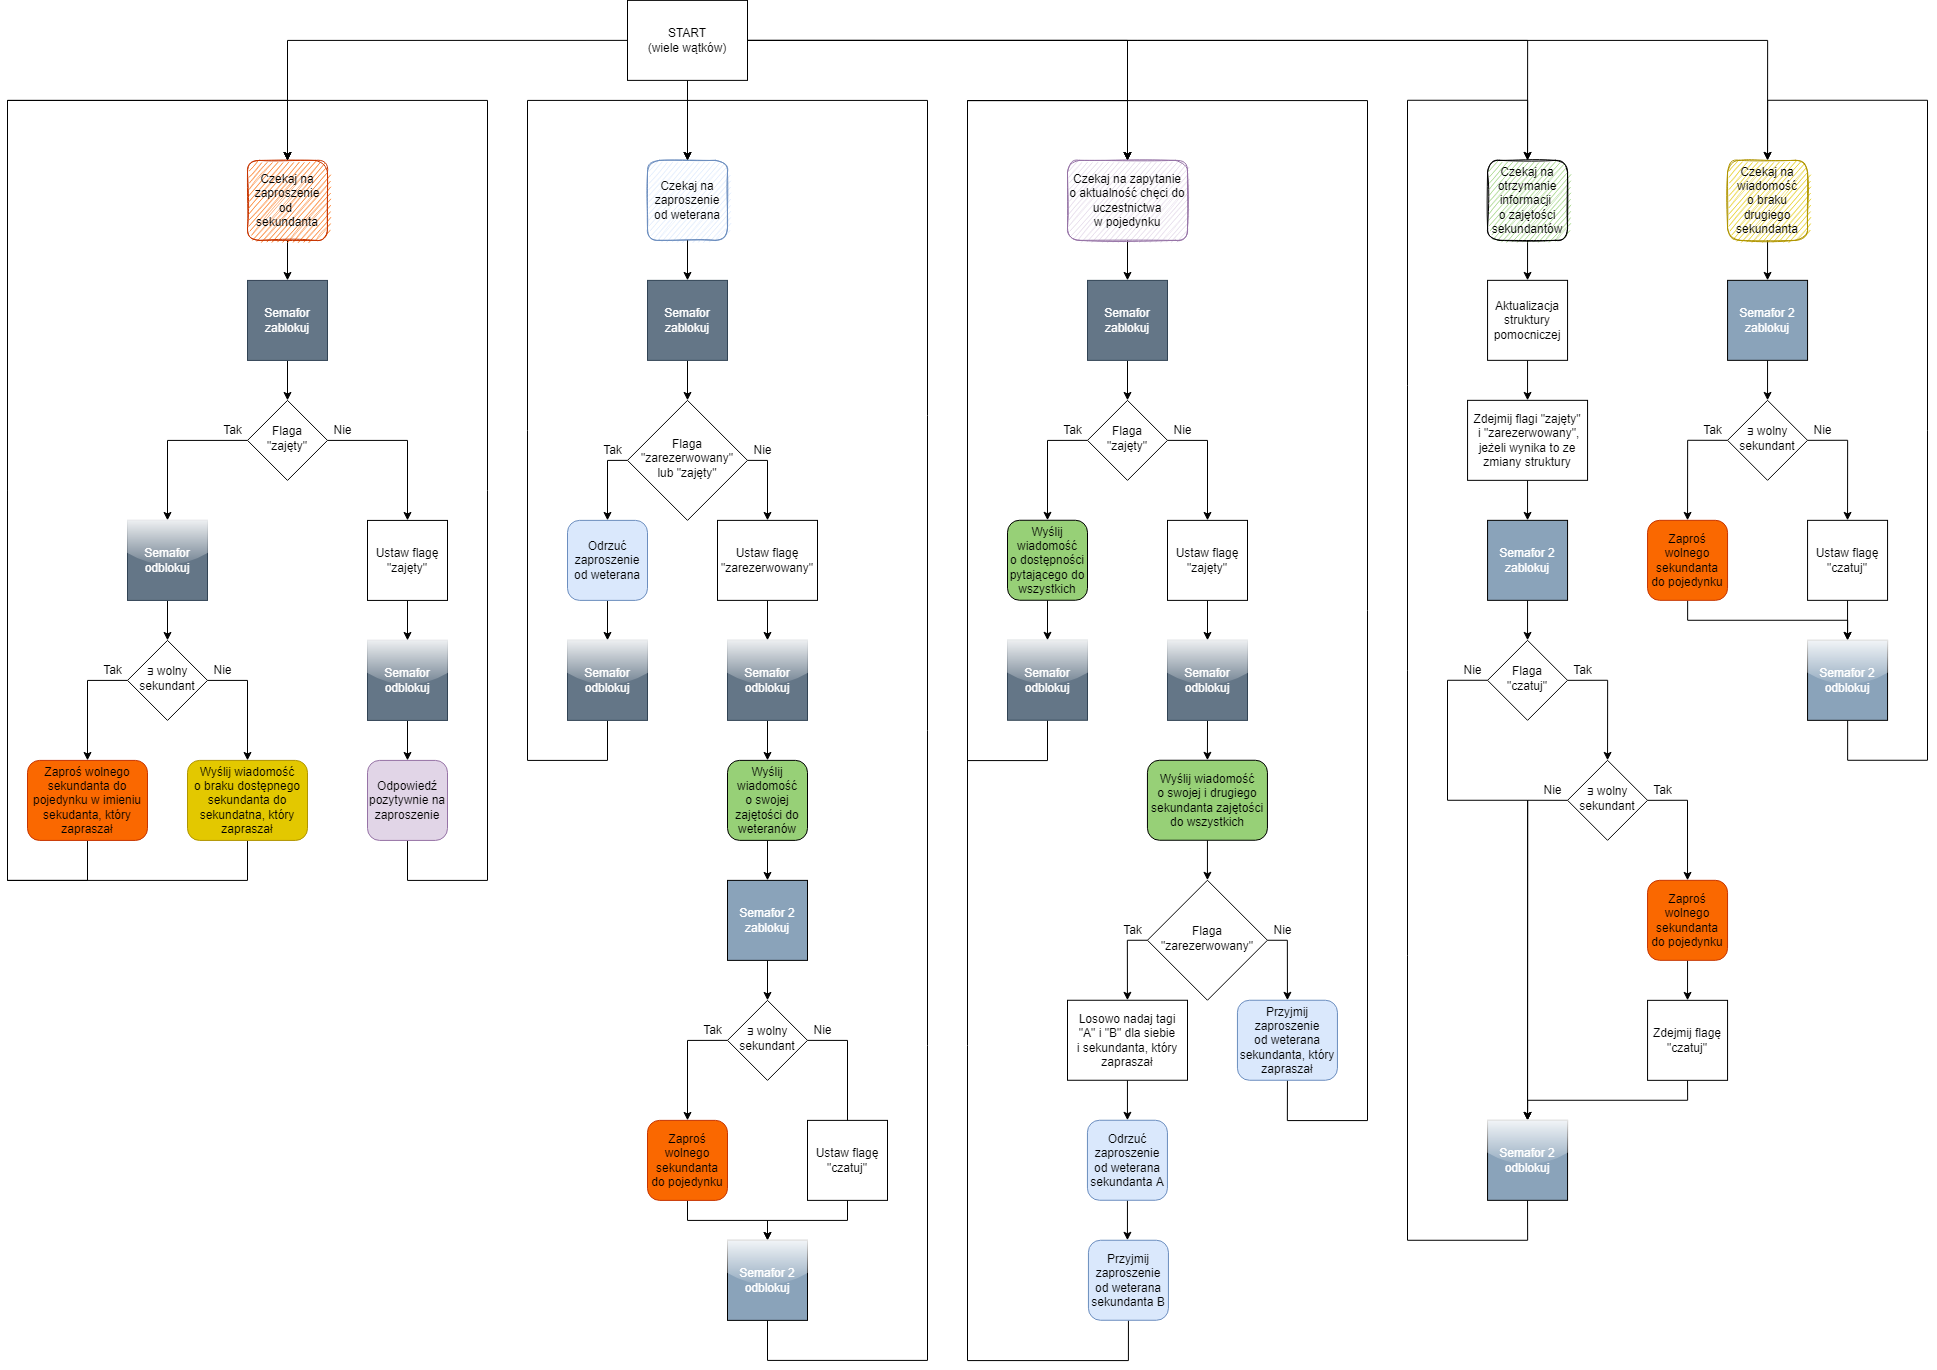 START
(wiele wątków)
Czekaj na
zaproszenie
od
sekundanta
Semafor
zablokuj
Flaga
"zajęty"
Tak
Nie
Semafor
odblokuj
Ustaw flagę
"zajęty"
∃ wolny
sekundant
Tak
Nie
Semafor
odblokuj
Zaproś wolnego
sekundanta do
pojedynku w imieniu
sekudanta, który
zapraszał
Wyślij wiadomość
o braku dostępnego
sekundanta do
sekundatna, który
zapraszał
Odpowiedź
pozytywnie na
zaproszenie
Czekaj na
zaproszenie
od weterana
Semafor
zablokuj
Flaga
"zarezerwowany"
lub "zajęty"
Tak
Nie
Odrzuć
zaproszenie
od weterana
Ustaw flagę
"zarezerwowany"
Semafor
odblokuj
Semafor
odblokuj
Wyślij
wiadomość
o swojej
zajętości do
weteranów
Semafor 2
zablokuj
∃ wolny
sekundant
Tak
Nie
Zaproś
wolnego
sekundanta
do pojedynku
Ustaw flagę
"czatuj"
Semafor 2
odblokuj
Czekaj na zapytanie
o aktualność chęci do
uczestnictwa
w pojedynku
Semafor
zablokuj
Flaga
"zajęty"
Tak
Nie
Wyślij
wiadomość
o dostępności
pytającego do
wszystkich
Ustaw flagę
"zajęty"
Semafor
odblokuj
Semafor
odblokuj
Wyślij wiadomość
o swojej i drugiego
sekundanta zajętości
do wszystkich
Flaga
"zarezerwowany"
Tak
Nie
Losowo nadaj tagi
"A" i "B" dla siebie
i sekundanta, który
zapraszał
Przyjmij
zaproszenie
od weterana
sekundanta, który
zapraszał
Odrzuć
zaproszenie
od weterana
sekundanta A
Przyjmij
zaproszenie
od weterana
sekundanta B
Czekaj na
otrzymanie
informacji
o zajętości
sekundantów
Aktualizacja
struktury
pomocniczej
Zdejmij flagi "zajęty"
i "zarezerwowany",
jeżeli wynika to ze
zmiany struktury
Semafor 2
zablokuj
Flaga
"czatuj"
Nie
Tak
∃ wolny
sekundant
Nie
Tak
Zaproś
wolnego
sekundanta
do pojedynku
Zdejmij flagę
"czatuj"
Semafor 2
odblokuj
Czekaj na
wiadomość
o braku
drugiego
sekundanta
Semafor 2
zablokuj
∃ wolny
sekundant
Tak
Nie
Zaproś
wolnego
sekundanta
do pojedynku
Ustaw flagę
"czatuj"
Semafor 2
odblokuj